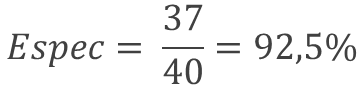 Espec = 37/40 = 92,5%